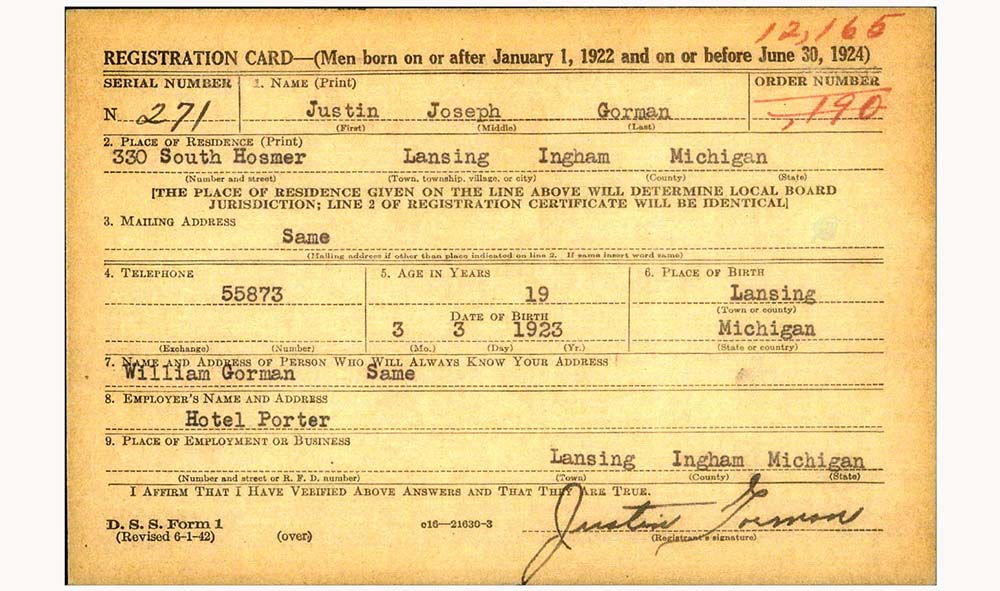 12,165
REGISTRATION CARD—(Men born on or after January 1, 1922 and on or before June 30, 1924)
SERIAL NUMBER 1. NAME (Print) ORDER NUMBER
N 271 Justin Joseph Gorman ,190
(First) (Middle) (Last)
2. PLACE OF RESIDENCE (Print)
330 South Hosmer Lansing Ingham Michigan
(Number and street) (Town, township, village, or city) (County) (State)
[THE PLACE OF RESIDENCE GIVEN ON THE LINE ABOVE WILL DETERMINE LOCAL BOARD
JURISDICTION; LINE 2 OF REGISTRATION CERTIFICATE WILL BE IDENTICAL]
3. MAILING ADDRESS
Same
(Mailing address if other than place indicated on line 2. If same insert word same)
4. TELEPHONE 5. AGE IN YEARS 6. PLACE OF BIRTH
55873 19 Lansing
(Town or county)
DATE OF BIRTH
3 3 1923 Michigan
(Exchange) (Number) (Mo.) (Day) (Yr.) (State or country)
7. NAME AND ADDRESS OF PERSON WHO WILL ALWAYS KNOW YOUR ADDRESS
William Gorman Same
8. EMPLOYER'S NAME AND ADDRESS
Hotel Porter
9. PLACE OF EMPLOYMENT OR BUSINESS
Lansing Ingham Michigan
(Number and street or R. F. D. number) (Town) (County) (State)
I AFFIRM THAT I HAVE VERIFIED ABOVE ANSWERS AND THAT THEY ARE TRUE.
D. S. S. Form 1 c16—21630-3 Justin Gorman
(Revised 6-1-42) (over) (Registrant's signature)